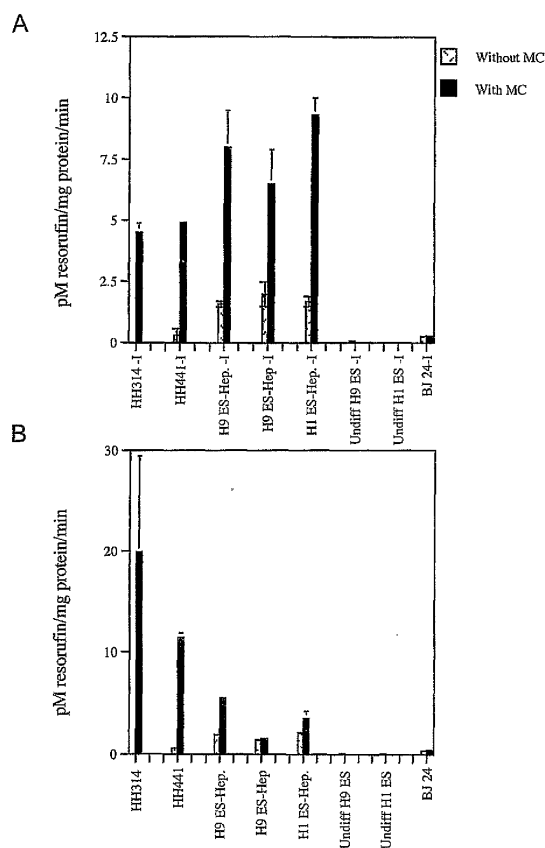 A
12.5
10
7.5
5
2.5
0
pM resorufin/mg protein/min
Without MC
With MC
HH314 -I
HH441-I
H9 ES-Hep. -I
H9 ES-Hep -I
H1 ES-Hep. -I
Undiff H9 ES -I
Undiff H1 ES -I
BJ 24-I
B
30
20
10
0
pM resorufin/mg protein/min
HH314
HH441
H9 ES-Hep.
H9 ES-Hep
H1 ES-Hep.
Undiff H9 ES
Undiff H1 ES
BJ 24